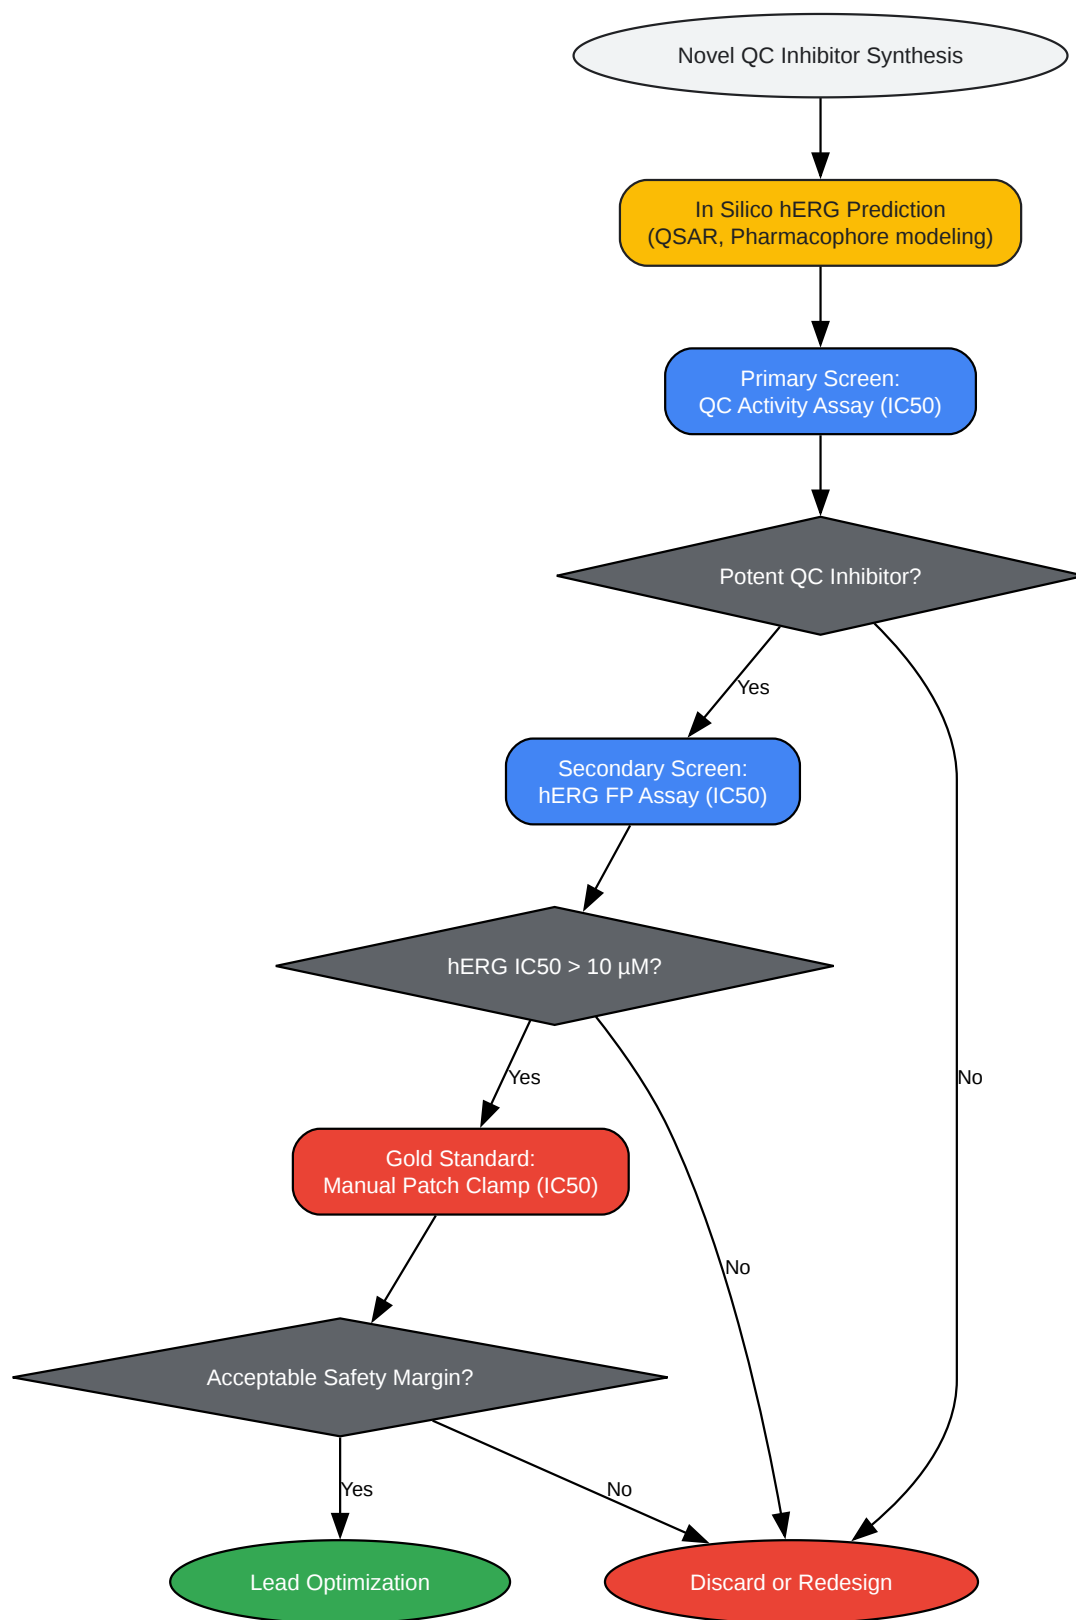 Novel QC Inhibitor Synthesis
In Silico hERG Prediction
(QSAR, Pharmacophore modeling)
Primary Screen:
QC Activity Assay (IC50)
Potent QC Inhibitor?
Yes
Secondary Screen:
hERG FP Assay (IC50)
hERG IC50 > 10 µM?
Yes
No
Gold Standard:
Manual Patch Clamp (IC50)
No
Acceptable Safety Margin?
Yes
No
Lead Optimization
Discard or Redesign